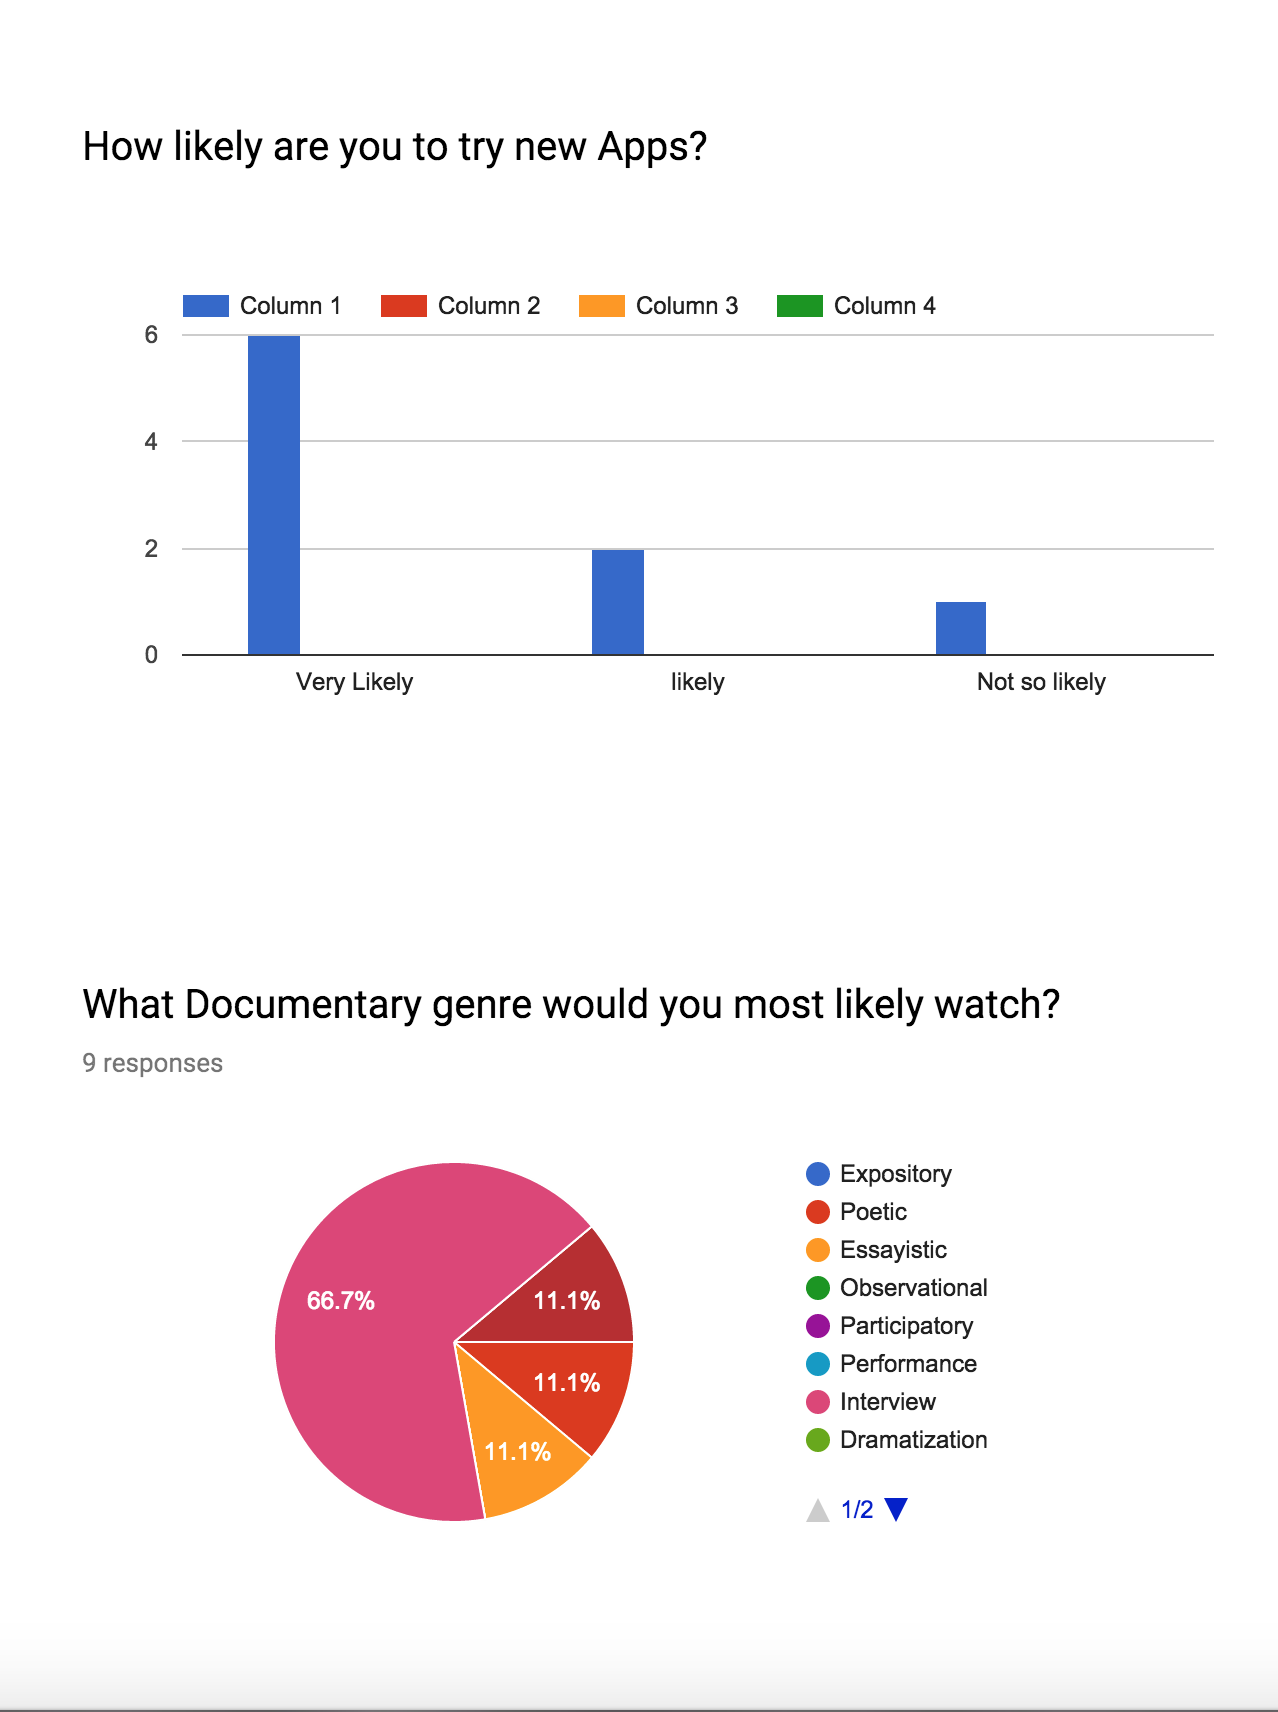 How likely are you to try new Apps?
Column 1 Column 2 Column 3 Column 4
6
4
2
0
Very Likely likely Not so likely
What Documentary genre would you most likely watch?
9 responses
66.7%
11.1%
11.1%
11.1%
Expository
Poetic
Essayistic
Observational
Participatory
Performance
Interview
Dramatization
1/2